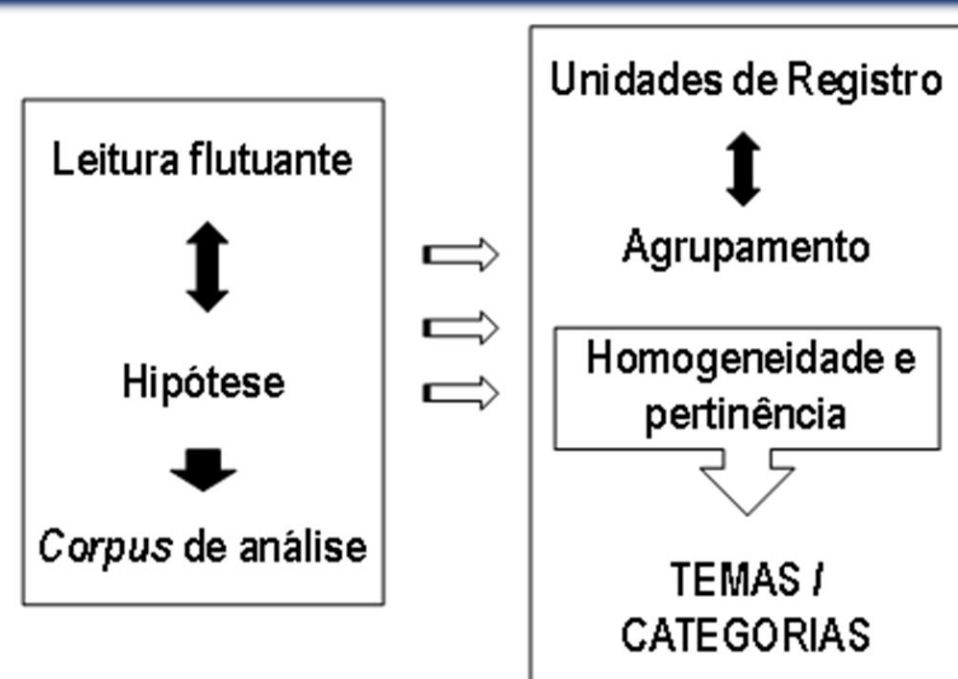 Leitura flutuante
Hipótese
Corpus de análise
Unidades de Registro
Agrupamento
Homogeneidade e
pertinência
TEMAS /
CATEGORIAS